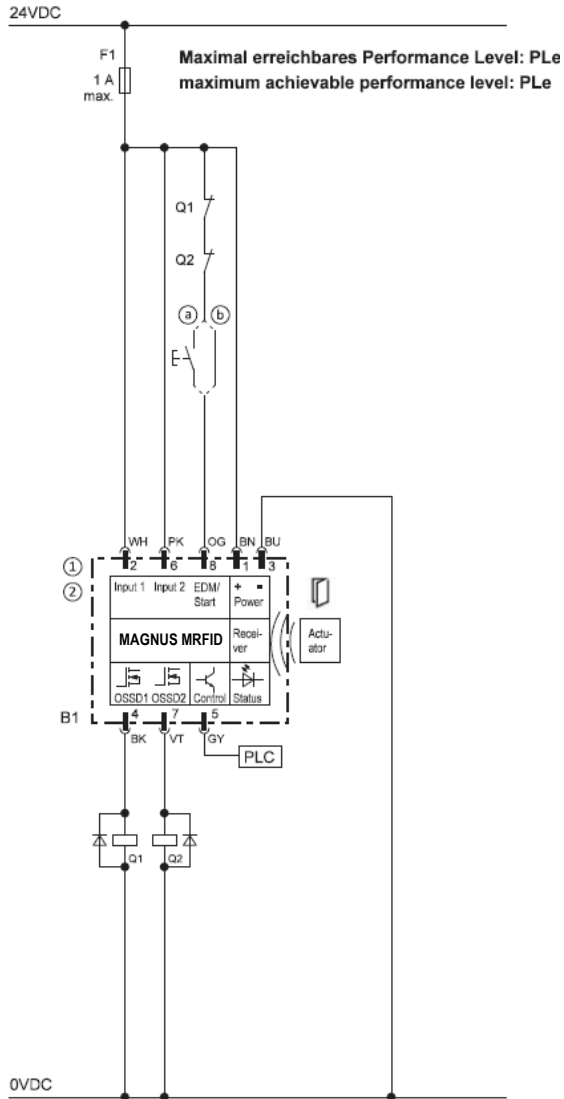 24VDC
F1
1 A
max.
Maximal erreichbares Performance Level: PLe
maximum achievable performance level: PLe
Q1
Q2
a b
WH PK OG BN BU
2 6 8 1 3
1
2
Input 1 Input 2 EDM/
Start
+ -
Power
MAGNUS MRFID
Recei-
ver
Actu-
ator
OSSD1 OSSD2 Control Status
B1
4 7 5
BK VT GY
PLC
Q1 Q2
0VDC